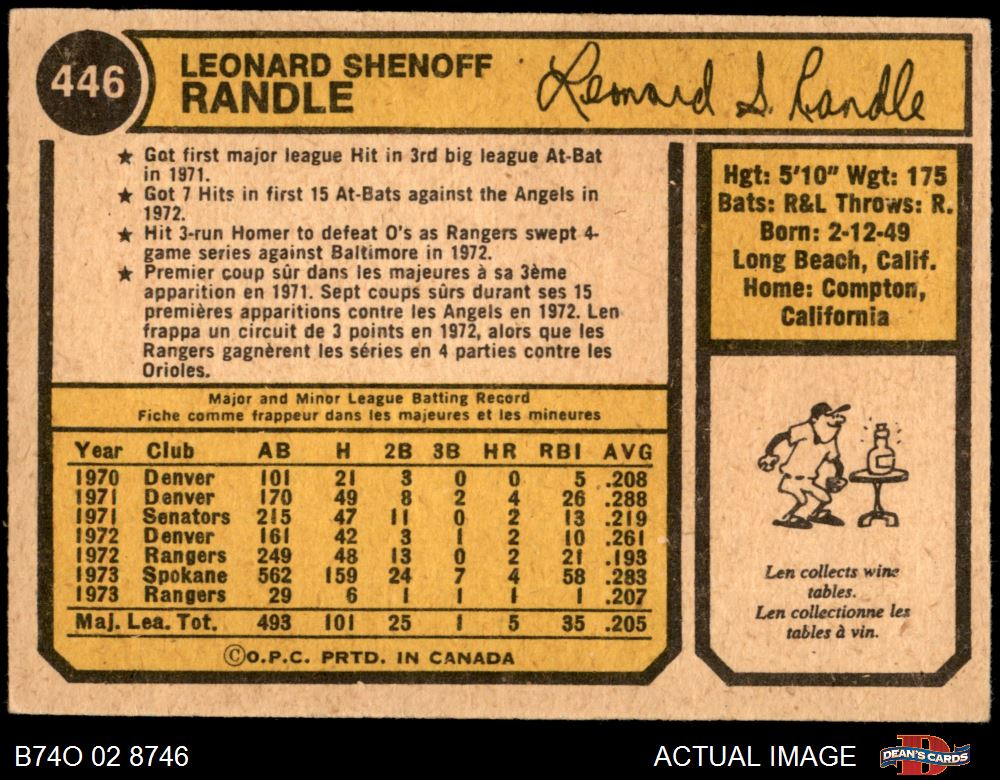 446
LEONARD SHENOFF
RANDLE
Leonard S. Randle
★ Got first major league Hit in 3rd big league At-Bat
in 1971.
★ Got 7 Hits in first 15 At-Bats against the Angels in
1972.
★ Hit 3-run Homer to defeat O's as Rangers swept 4-
game series against Baltimore in 1972.
★ Premier coup sûr dans les majeures à sa 3ème
apparition en 1971. Sept coups sûrs durant ses 15
premières apparitions contre les Angels en 1972. Len
frappa un circuit de 3 points en 1972, alors que les
Rangers gagnèrent les séries en 4 parties contre les
Orioles.
Hgt: 5'10" Wgt: 175
Bats: R&L Throws: R.
Born: 2-12-49
Long Beach, Calif.
Home: Compton,
California
Major and Minor League Batting Record
Fiche comme frappeur dans les majeures et les mineures
Year Club AB H 2B 3B HR RBI AVG
1970 Denver 101 21 3 0 0 5 .208
1971 Denver 170 49 8 2 4 26 .288
1971 Senators 215 47 11 0 2 13 .219
1972 Denver 161 42 3 1 2 10 .261
1972 Rangers 249 48 13 0 2 21 .193
1973 Spokane 562 159 24 7 4 58 .283
1973 Rangers 29 6 1 1 1 1 .207
Maj. Lea. Tot. 493 101 25 1 5 35 .205
©O.P.C. PRTD. IN CANADA
Len collects wine
tables.
Len collectionne les
tables à vin.
B74O 02 8746
ACTUAL IMAGE
D
DEAN'S CARDS